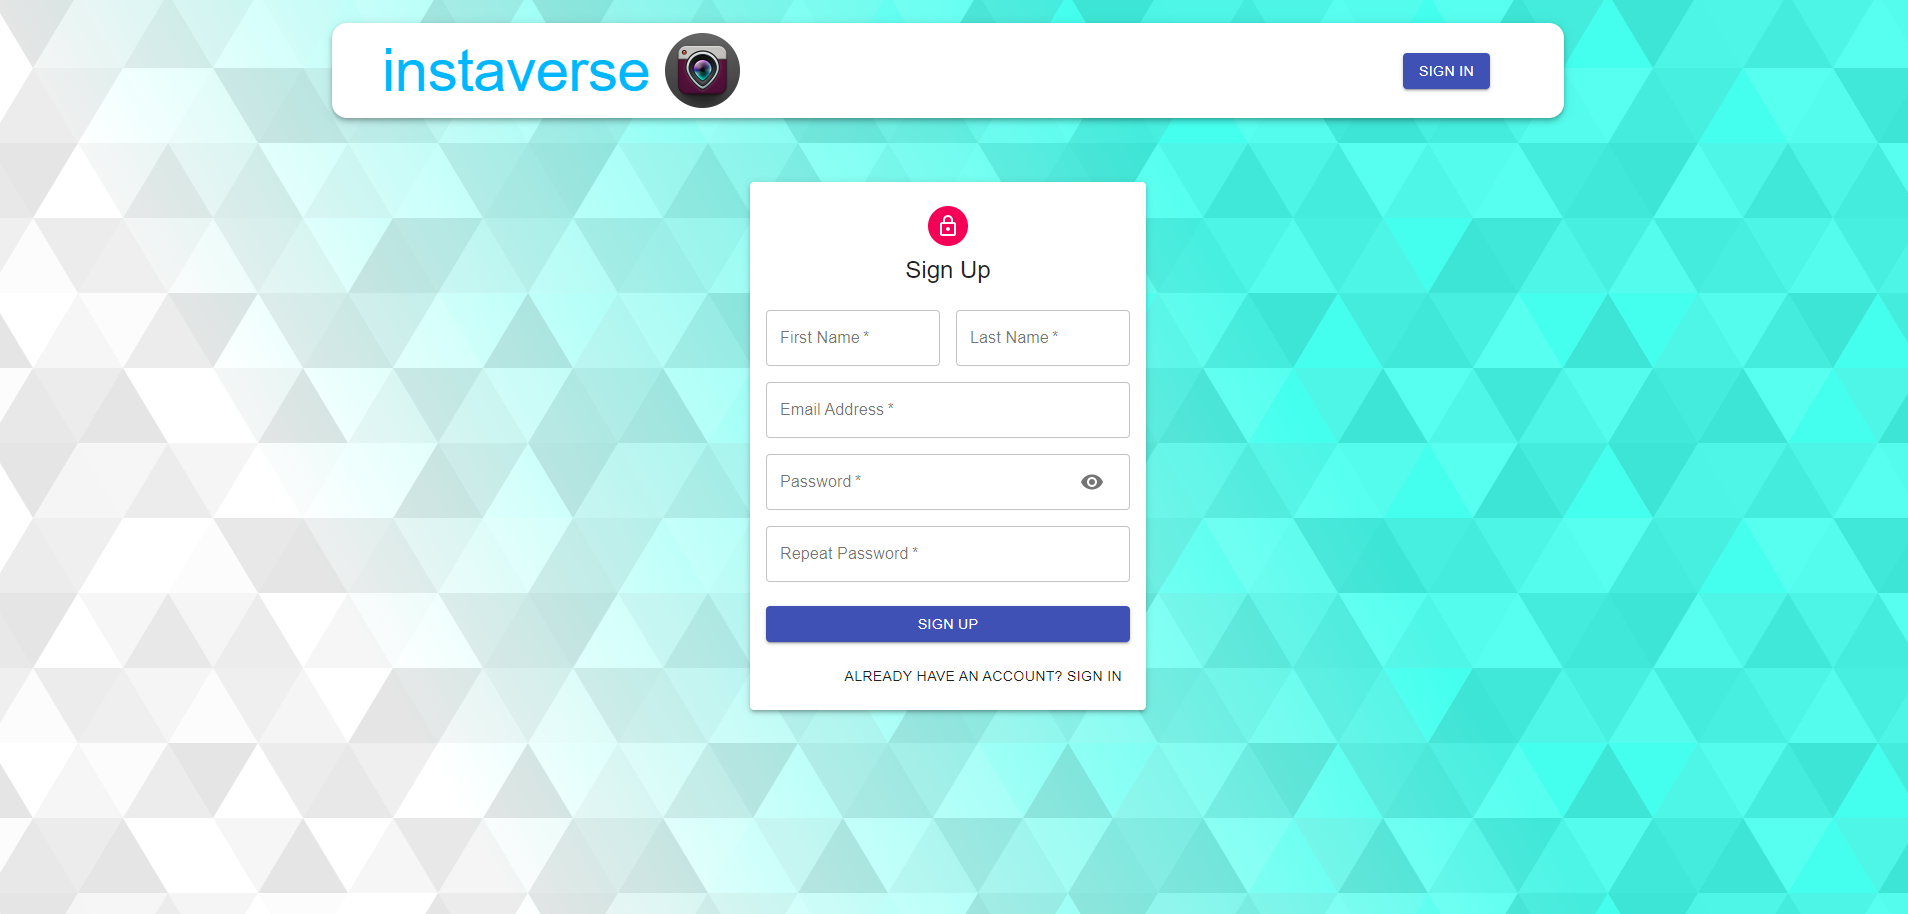 instaverse
SIGN IN
Sign Up
First Name *
Last Name *
Email Address *
Password *
Repeat Password *
SIGN UP
ALREADY HAVE AN ACCOUNT? SIGN IN